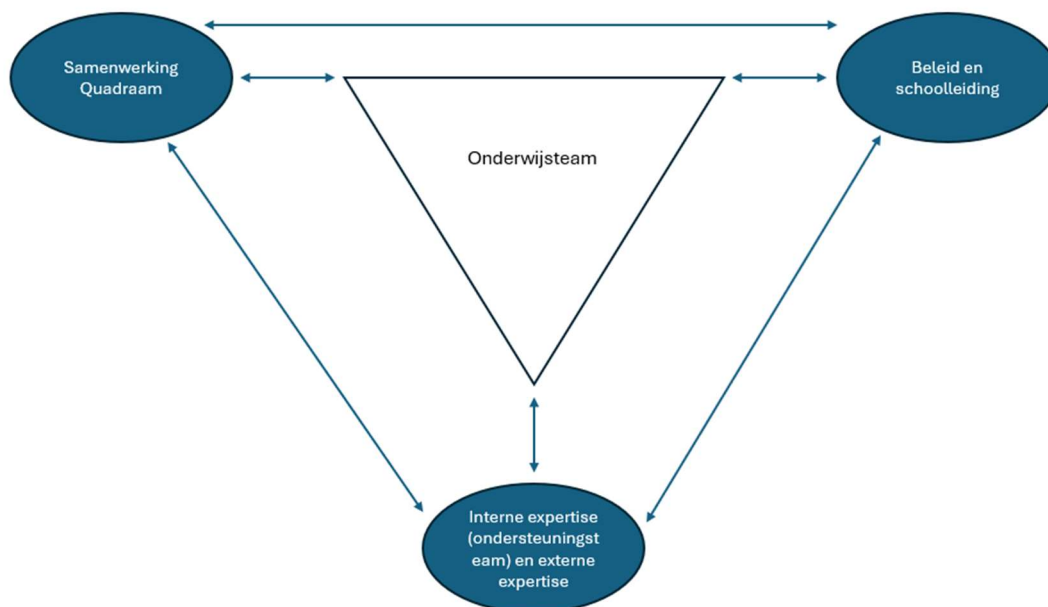 Samenwerking
Quadraam
Beleid en
schoolleiding
Onderwijsteam
Interne expertise
(ondersteuningst
eam) en externe
expertise